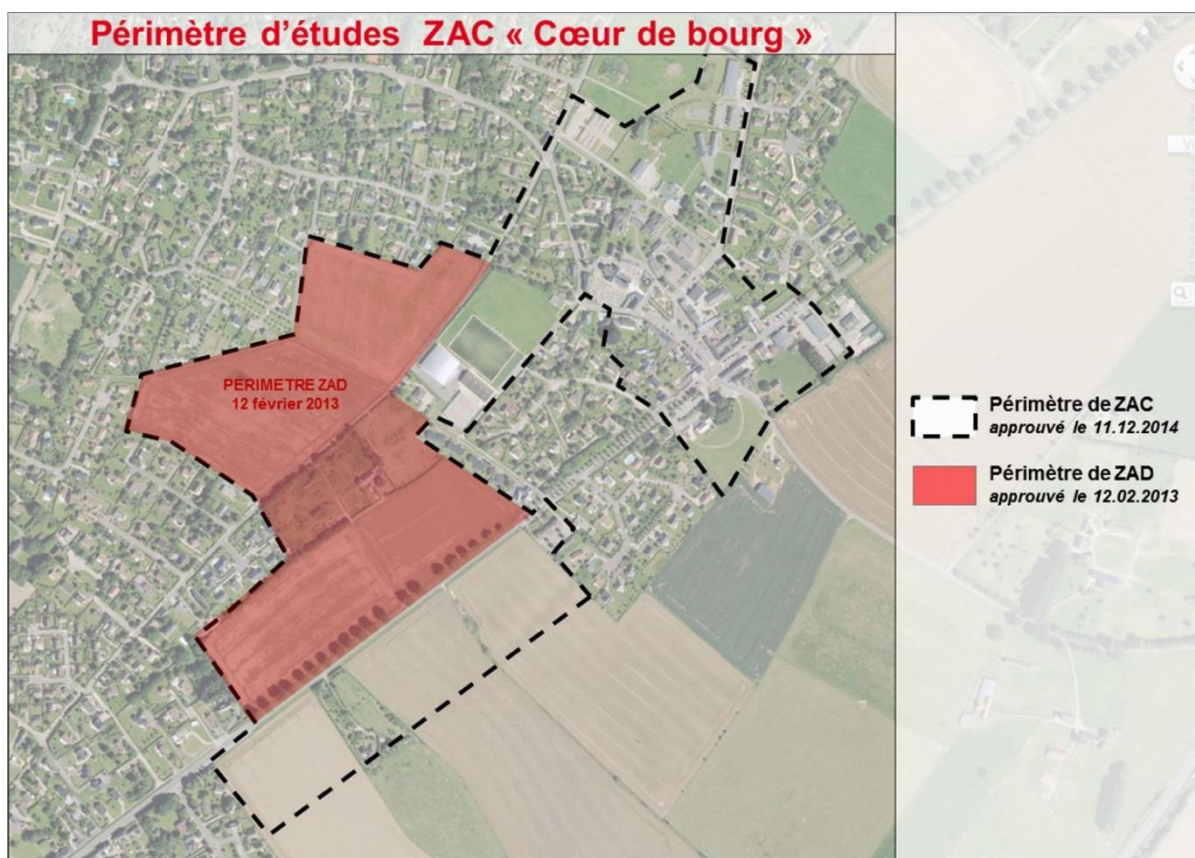 Périmètre d'études ZAC « Cœur de bourg »
PERIMETRE ZAD
12 février 2013
Périmètre de ZAC
approuvé le 11.12.2014
Périmètre de ZAD
approuvé le 12.02.2013